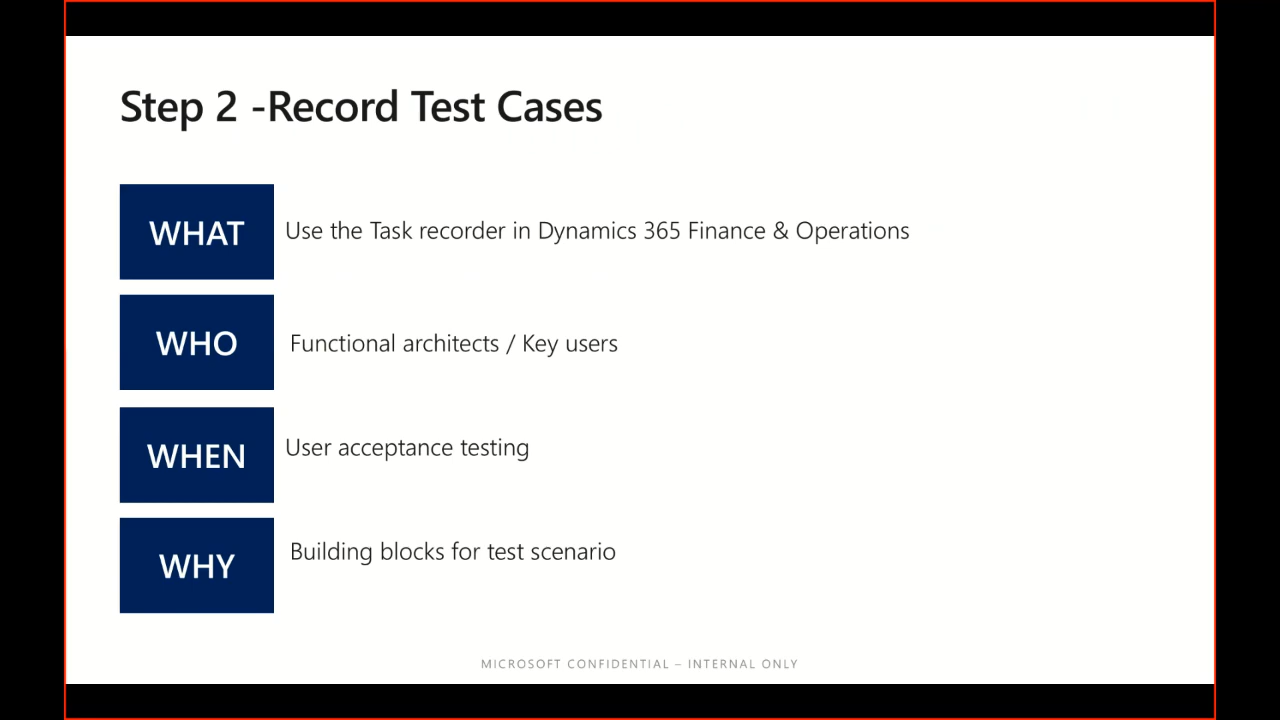 Step 2 -Record Test Cases
WHAT
Use the Task recorder in Dynamics 365 Finance & Operations
WHO
Functional architects / Key users
WHEN
User acceptance testing
WHY
Building blocks for test scenario
MICROSOFT CONFIDENTIAL – INTERNAL ONLY